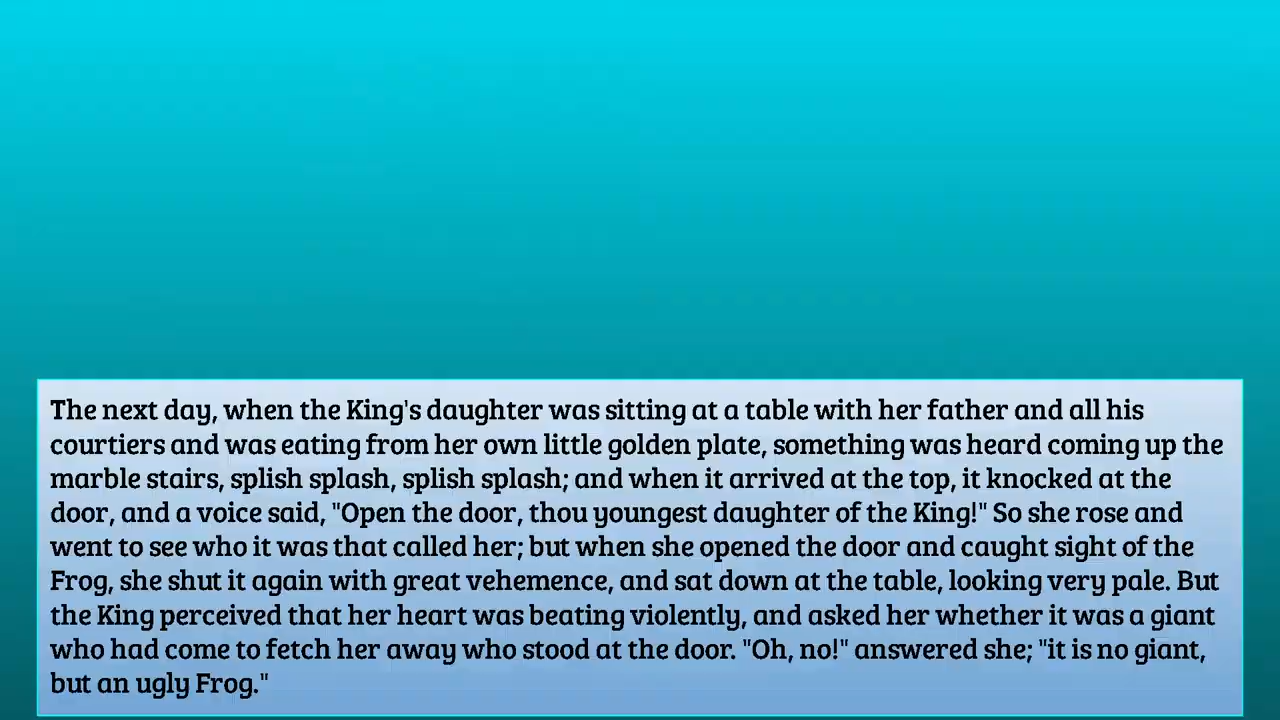 The next day, when the King's daughter was sitting at a table with her father and all his
courtiers and was eating from her own little golden plate, something was heard coming up the
marble stairs, splish splash, splish splash; and when it arrived at the top, it knocked at the
door, and a voice said, "Open the door, thou youngest daughter of the King!" So she rose and
went to see who it was that called her; but when she opened the door and caught sight of the
Frog, she shut it again with great vehemence, and sat down at the table, looking very pale. But
the King perceived that her heart was beating violently, and asked her whether it was a giant
who had come to fetch her away who stood at the door. "Oh, no!" answered she; "it is no giant,
but an ugly Frog."